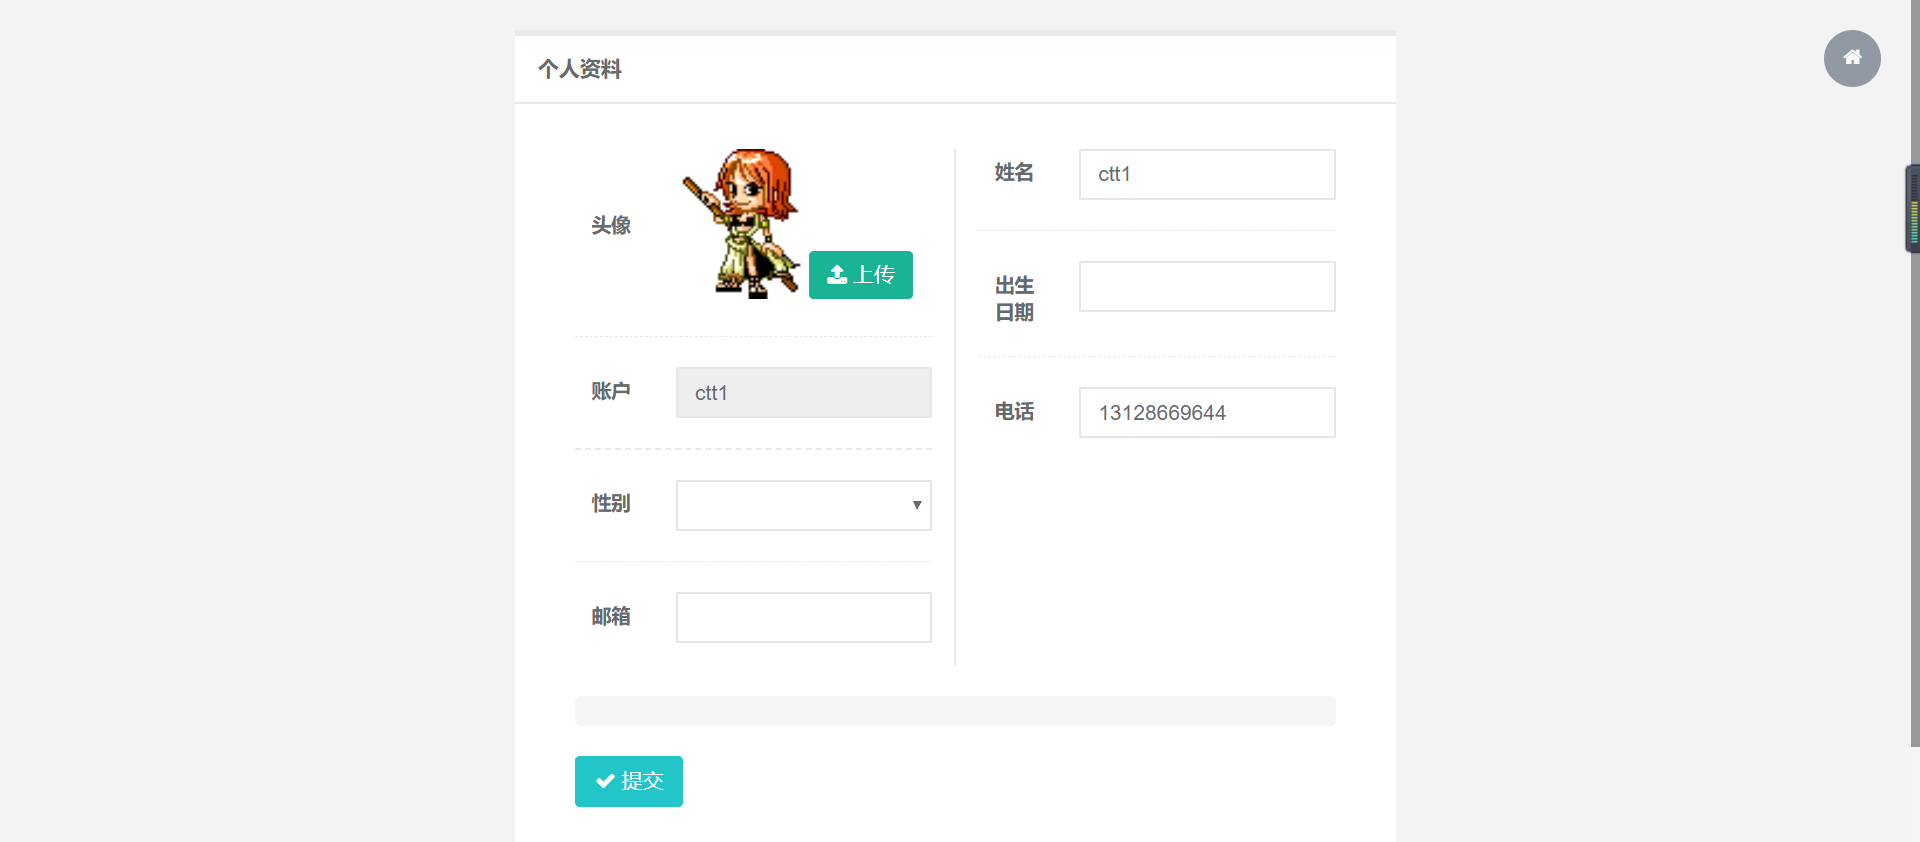 个人资料
头像
上传
账户
ctt1
性别
邮箱
姓名
ctt1
出生
日期
电话
13128669644
提交